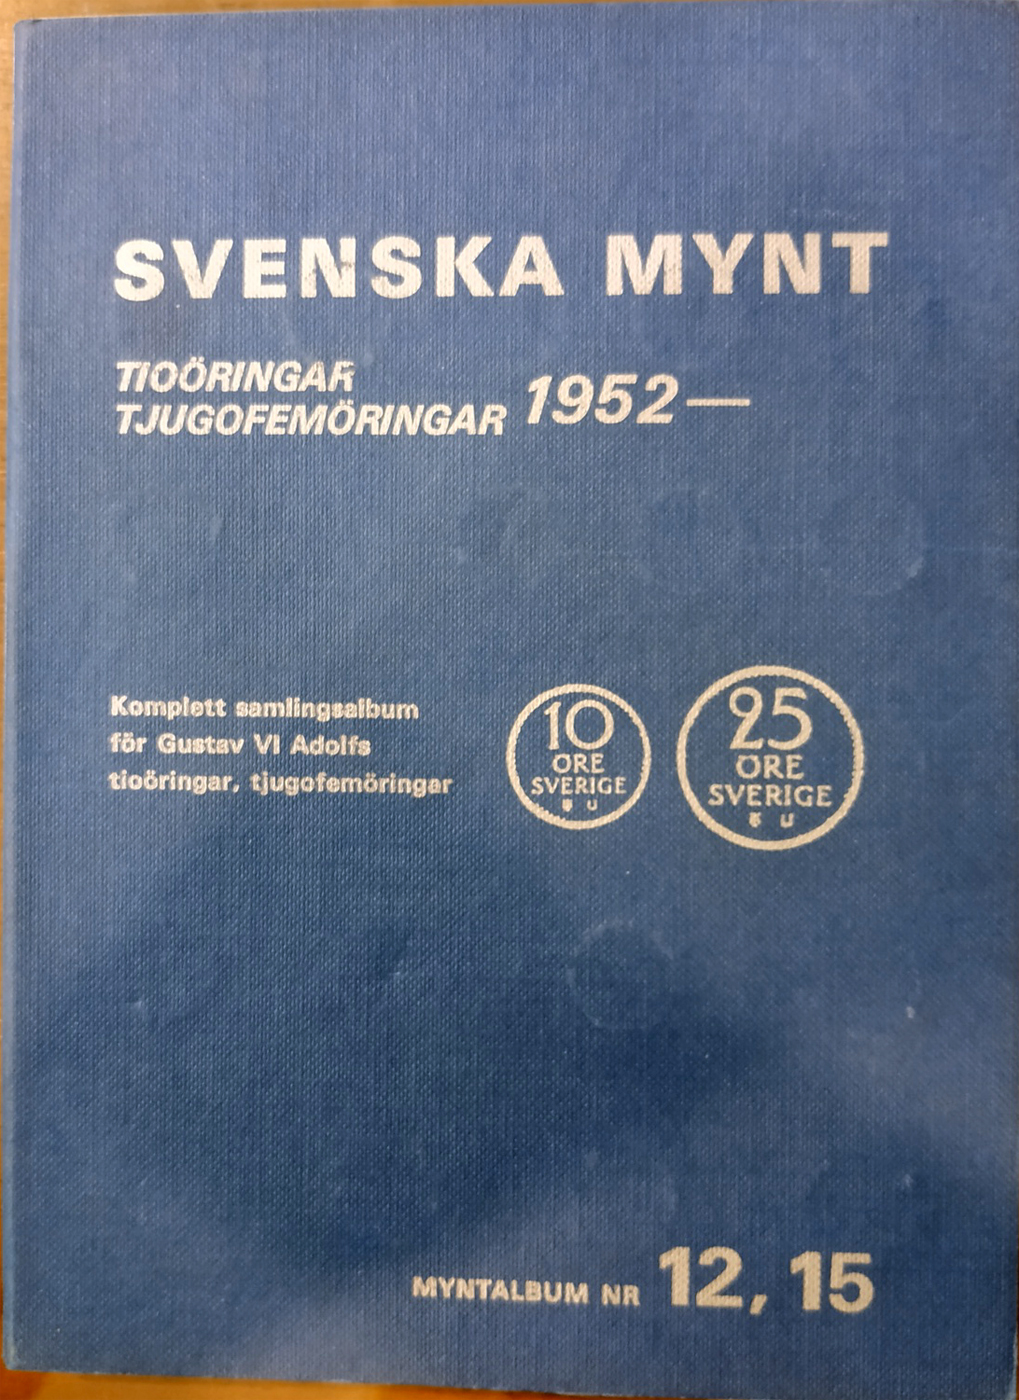 SVENSKA MYNT
TIOÖRINGAR
TJUGOFEMÖRINGAR 1952—
Komplett samlingsalbum
för Gustav VI Adolfs
tioöringar, tjugofemöringar
10
ÖRE
SVERIGE
U
25
ÖRE
SVERIGE
U
MYNTALBUM NR 12, 15